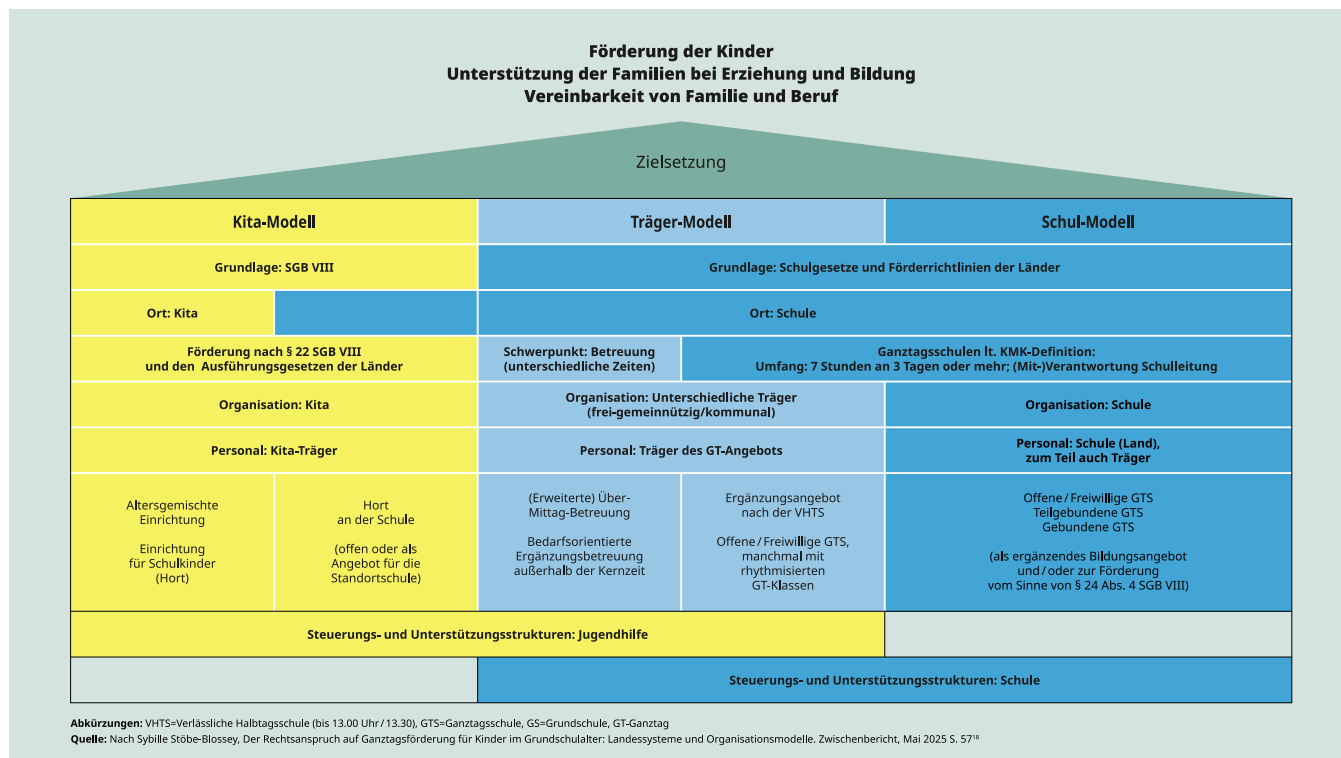 Förderung der Kinder
Unterstützung der Familien bei Erziehung und Bildung
Vereinbarkeit von Familie und Beruf
Zielsetzung
Kita-Modell
Träger-Modell
Schul-Modell
Grundlage: SGB VIII
Grundlage: Schulgesetze und Förderrichtlinien der Länder
Ort: Kita
Ort: Schule
Förderung nach § 22 SGB VIII
und den Ausführungsgesetzen der Länder
Schwerpunkt: Betreuung
(unterschiedliche Zeiten)
Ganztagsschulen lt. KMK-Definition:
Umfang: 7 Stunden an 3 Tagen oder mehr; (Mit-)Verantwortung Schulleitung
Organisation: Kita
Organisation: Unterschiedliche Träger
(frei-gemeinnützig/kommunal)
Organisation: Schule
Personal: Kita-Träger
Personal: Träger des GT-Angebots
Personal: Schule (Land),
zum Teil auch Träger
Altersgemischte
Einrichtung
Einrichtung
für Schulkinder
(Hort)
Hort
an der Schule
(offen oder als
Angebot für die
Standortschule)
(Erweiterte) Über-
Mittag-Betreuung
Bedarfsorientierte
Ergänzungsbetreuung
außerhalb der Kernzeit
Ergänzungsangebot
nach der VHTS
Offene / Freiwillige GTS,
manchmal mit
rhythmisierten
GT-Klassen
Offene / Freiwillige GTS
Teilgebundene GTS
Gebundene GTS
(als ergänzendes Bildungsangebot
und / oder zur Förderung
vom Sinne von § 24 Abs. 4 SGB VIII)
Steuerungs- und Unterstützungsstrukturen: Jugendhilfe
Steuerungs- und Unterstützungsstrukturen: Schule
Abkürzungen: VHTS=Verlässliche Halbtagsschule (bis 13.00 Uhr / 13.30), GTS=Ganztagsschule, GS=Grundschule, GT-Ganztag
Quelle: Nach Sybille Stöbe-Blossey, Der Rechtsanspruch auf Ganztagsförderung für Kinder im Grundschulalter: Landessysteme und Organisationsmodelle. Zwischenbericht, Mai 2025 S. 57¹⁸